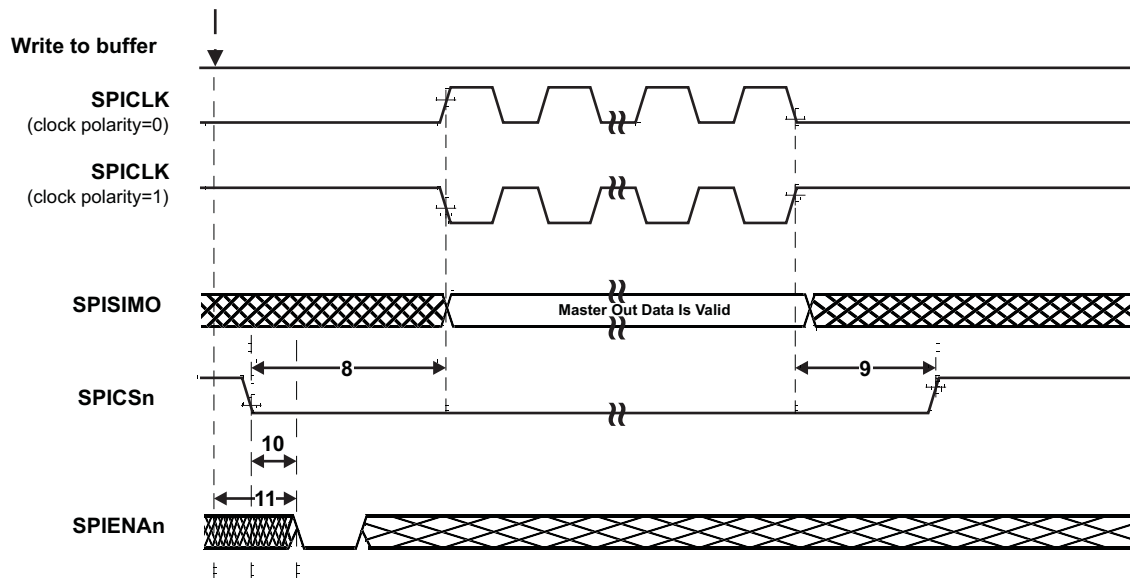 Write to buffer
SPICLK
(clock polarity=0)
SPICLK
(clock polarity=1)
SPISIMO
Master Out Data Is Valid
8
9
SPICSn
10
11
SPIENAn